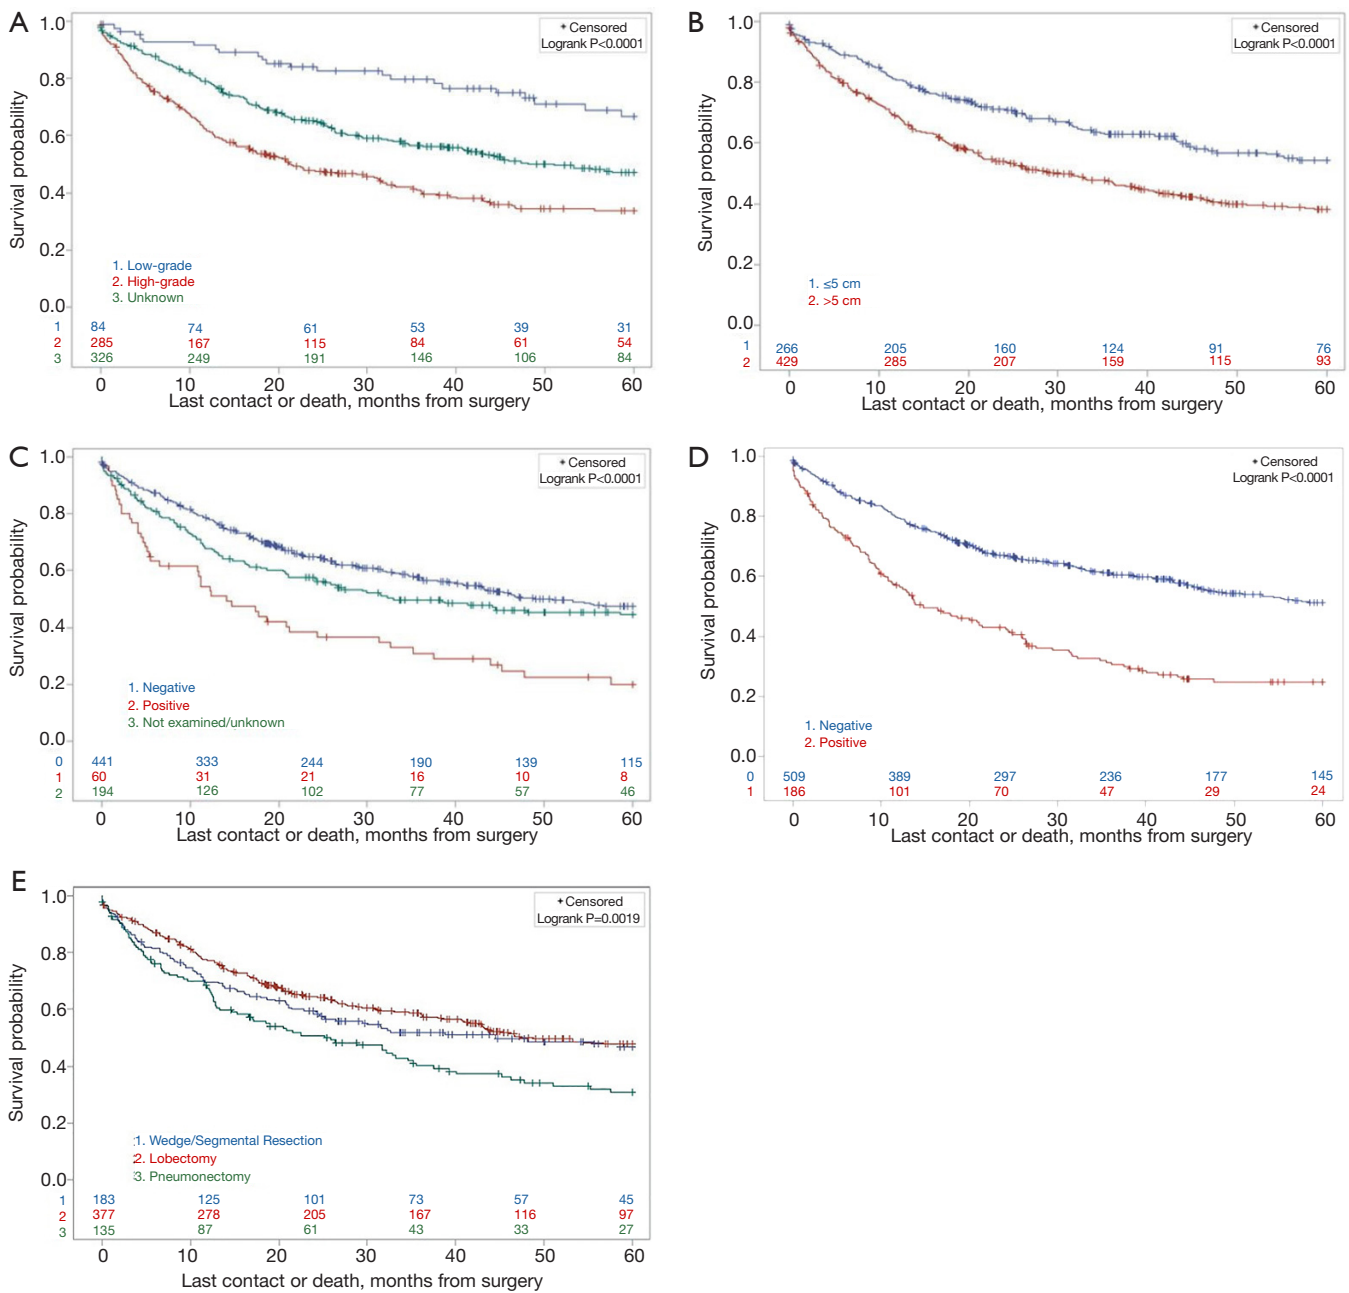 A
Survival probability
1.0
0.8
0.6
0.4
0.2
0.0
+ Censored
Logrank P<0.0001
1. Low-grade
2. High-grade
3. Unknown
1 84 74 61 53 39 31
2 285 167 115 84 61 54
3 326 249 191 146 106 84
0 10 20 30 40 50 60
Last contact or death, months from surgery
B
Survival probability
1.0
0.8
0.6
0.4
0.2
0.0
+ Censored
Logrank P<0.0001
1. ≤5 cm
2. >5 cm
1 266 205 160 124 91 76
2 429 285 207 159 115 93
0 10 20 30 40 50 60
Last contact or death, months from surgery
C
Survival probability
1.0
0.8
0.6
0.4
0.2
0.0
+ Censored
Logrank P<0.0001
1. Negative
2. Positive
3. Not examined/unknown
0 441 333 244 190 139 115
1 60 31 21 16 10 8
2 194 126 102 77 57 46
0 10 20 30 40 50 60
Last contact or death, months from surgery
D
Survival probability
1.0
0.8
0.6
0.4
0.2
0.0
+ Censored
Logrank P<0.0001
1. Negative
2. Positive
0 509 389 297 236 177 145
1 186 101 70 47 29 24
0 10 20 30 40 50 60
Last contact or death, months from surgery
E
Survival probability
1.0
0.8
0.6
0.4
0.2
0.0
+ Censored
Logrank P=0.0019
1. Wedge/Segmental Resection
2. Lobectomy
3. Pneumonectomy
1 183 125 101 73 57 45
2 377 278 205 167 116 97
3 135 87 61 43 33 27
0 10 20 30 40 50 60
Last contact or death, months from surgery